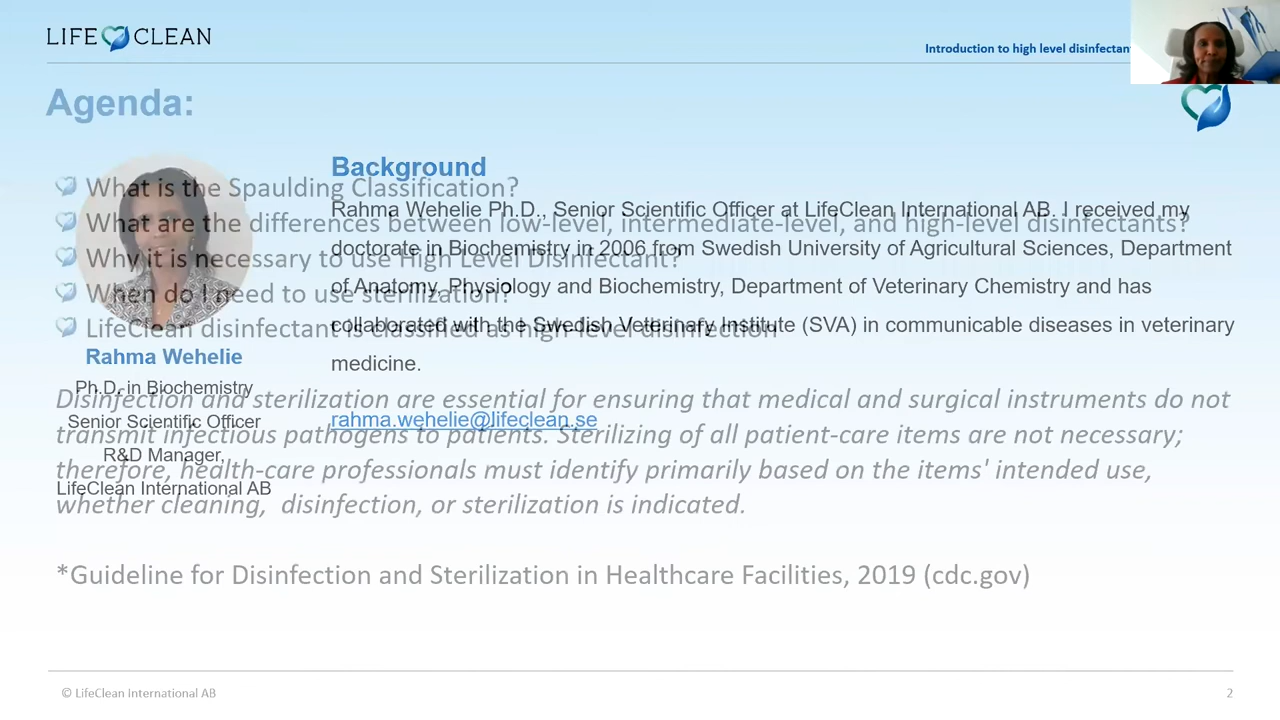 LIFE CLEAN
Introduction to high level disinfectan
Agenda:
What is the Spaulding Classification?
What are the differences between low-level, intermediate-level, and high-level disinfectants?
Why it is necessary to use High Level Disinfectant?
When do I need to use sterilization?
LifeClean disinfectant is classified as high-level disinfection
Disinfection and sterilization are essential for ensuring that medical and surgical instruments do not
transmit infectious pathogens to patients. Sterilizing of all patient-care items are not necessary;
therefore, health-care professionals must identify primarily based on the items' intended use,
whether cleaning,  disinfection, or sterilization is indicated.
*Guideline for Disinfection and Sterilization in Healthcare Facilities, 2019 (cdc.gov)
Background
Rahma Wehelie Ph.D., Senior Scientific Officer at LifeClean International AB. I received my
doctorate in Biochemistry in 2006 from Swedish University of Agricultural Sciences, Department
of Anatomy, Physiology and Biochemistry, Department of Veterinary Chemistry and has
collaborated with the Swedish Veterinary Institute (SVA) in communicable diseases in veterinary
medicine.
rahma.wehelie@lifeclean.se
Rahma Wehelie
Ph.D. in Biochemistry
Senior Scientific Officer
R&D Manager,
LifeClean International AB
© LifeClean International AB
2